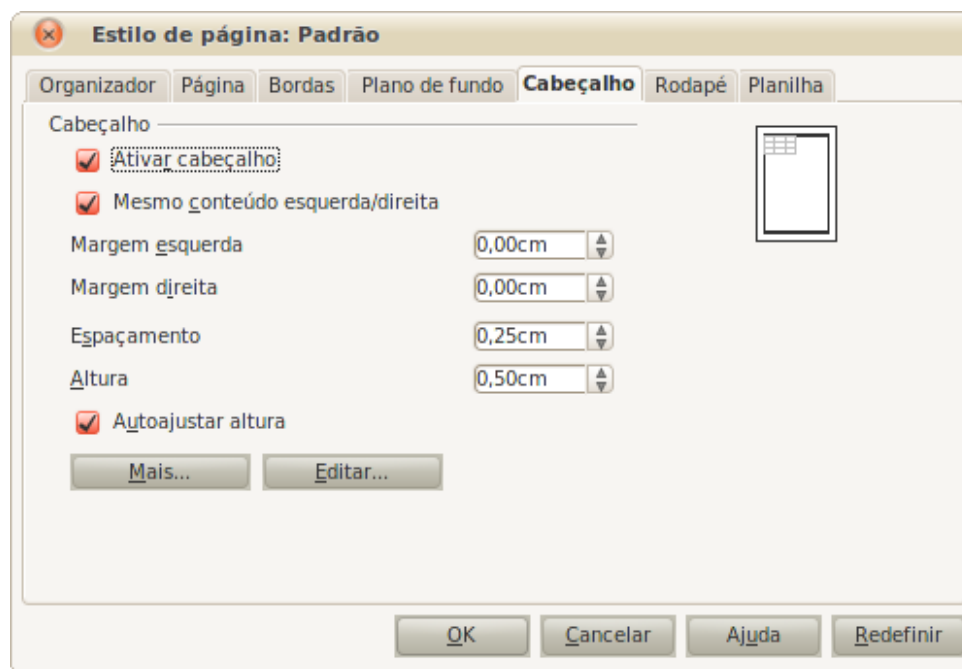 Estilo de página: Padrão
Organizador Página Bordas Plano de fundo Cabeçalho Rodapé Planilha
Cabeçalho
Ativar cabeçalho
Mesmo conteúdo esquerda/direita
Margem esquerda 0,00cm
Margem direita 0,00cm
Espaçamento 0,25cm
Altura 0,50cm
Autoajustar altura
Mais... Editar...
OK Cancelar Ajuda Redefinir